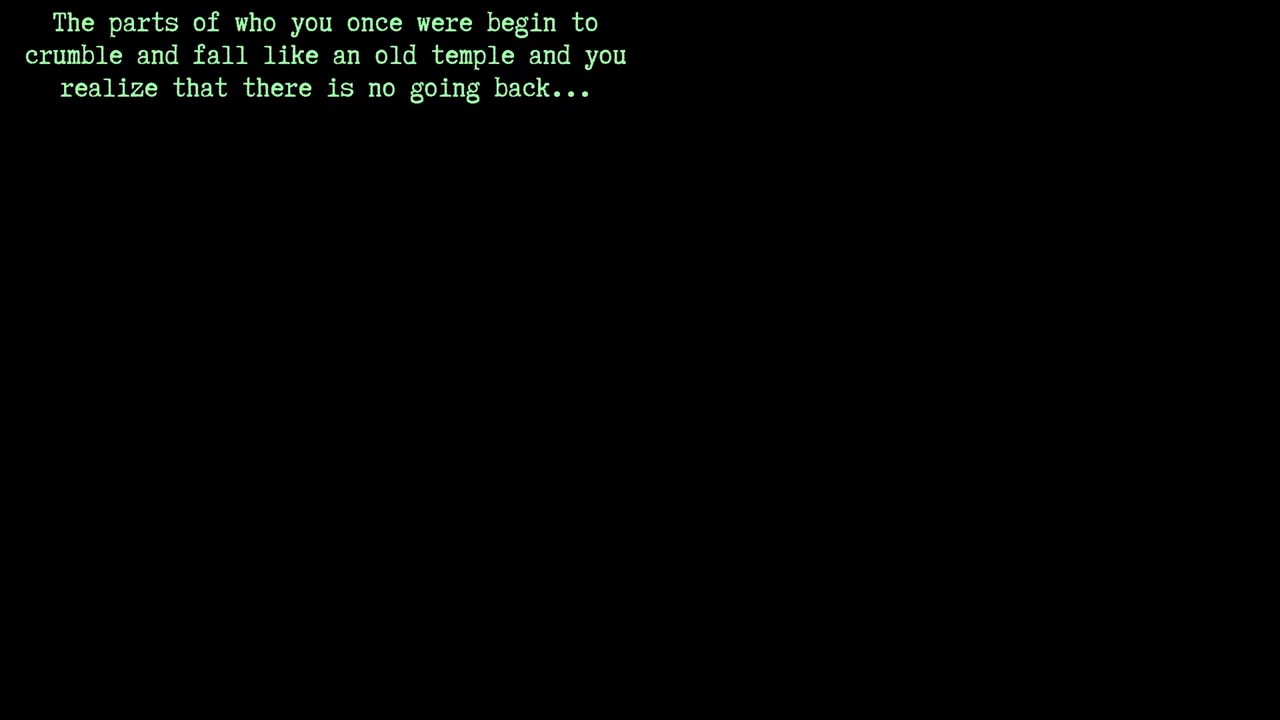 The parts of who you once were begin to
crumble and fall like an old temple and you
realize that there is no going back...